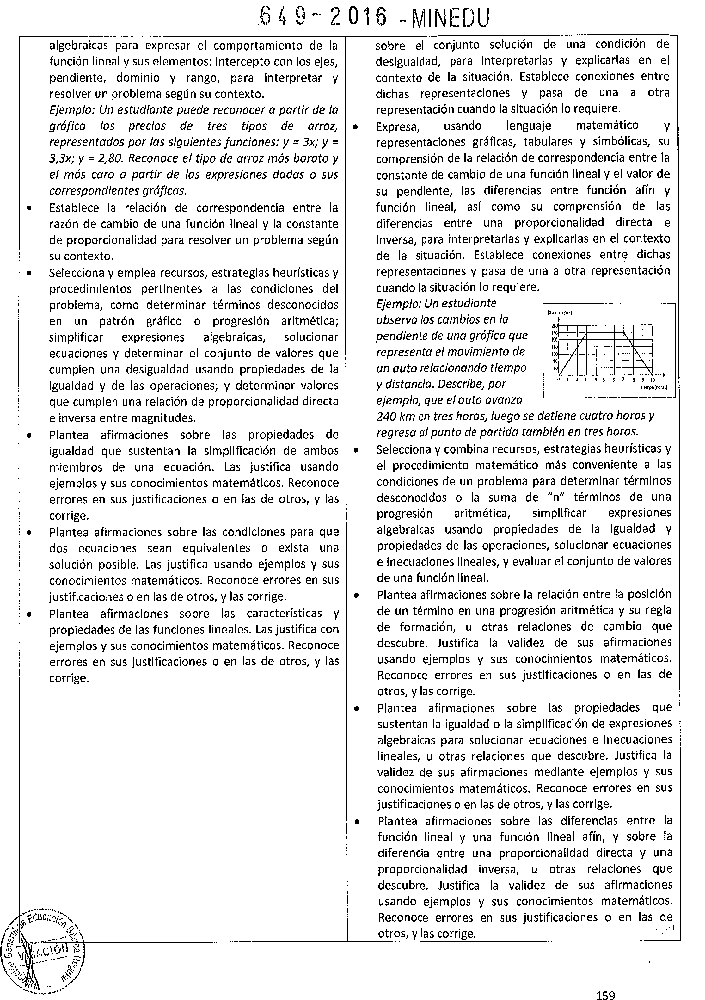 649-2016-MINEDU
algebraicas para expresar el comportamiento de la
función lineal y sus elementos: intercepto con los ejes,
pendiente, dominio y rango, para interpretar y
resolver un problema según su contexto.
Ejemplo: Un estudiante puede reconocer a partir de la
gráfica los precios de tres tipos de arroz,
representados por las siguientes funciones: y = 3x; y =
3,3x; y = 2,80. Reconoce el tipo de arroz más barato y
el más caro a partir de las expresiones dadas o sus
correspondientes gráficas.
• Establece la relación de correspondencia entre la
razón de cambio de una función lineal y la constante
de proporcionalidad para resolver un problema según
su contexto.
• Selecciona y emplea recursos, estrategias heurísticas y
procedimientos pertinentes a las condiciones del
problema, como determinar términos desconocidos
en un patrón gráfico o progresión aritmética;
simplificar expresiones algebraicas, solucionar
ecuaciones y determinar el conjunto de valores que
cumplen una desigualdad usando propiedades de la
igualdad y de las operaciones; y determinar valores
que cumplen una relación de proporcionalidad directa
e inversa entre magnitudes.
• Plantea afirmaciones sobre las propiedades de
igualdad que sustentan la simplificación de ambos
miembros de una ecuación. Las justifica usando
ejemplos y sus conocimientos matemáticos. Reconoce
errores en sus justificaciones o en las de otros, y las
corrige.
• Plantea afirmaciones sobre las condiciones para que
dos ecuaciones sean equivalentes o exista una
solución posible. Las justifica usando ejemplos y sus
conocimientos matemáticos. Reconoce errores en sus
justificaciones o en las de otros, y las corrige.
• Plantea afirmaciones sobre las características y
propiedades de las funciones lineales. Las justifica con
ejemplos y sus conocimientos matemáticos. Reconoce
errores en sus justificaciones o en las de otros, y las
corrige.
sobre el conjunto solución de una condición de
desigualdad, para interpretarlas y explicarlas en el
contexto de la situación. Establece conexiones entre
dichas representaciones y pasa de una a otra
representación cuando la situación lo requiere.
• Expresa, usando lenguaje matemático y
representaciones gráficas, tabulares y simbólicas, su
comprensión de la relación de correspondencia entre la
constante de cambio de una función lineal y el valor de
su pendiente, las diferencias entre función afín y
función lineal, así como su comprensión de las
diferencias entre una proporcionalidad directa e
inversa, para interpretarlas y explicarlas en el contexto
de la situación. Establece conexiones entre dichas
representaciones y pasa de una a otra representación
cuando la situación lo requiere.
Ejemplo: Un estudiante
observa los cambios en la
pendiente de una gráfica que
representa el movimiento de
un auto relacionando tiempo
y distancia. Describe, por
ejemplo, que el auto avanza
240 km en tres horas, luego se detiene cuatro horas y
regresa al punto de partida también en tres horas.
Distancia (km)
280
240
200
160
120
80
40
0 1 2 3 4 5 6 7 8 9 10
Tiempo (horas)
• Selecciona y combina recursos, estrategias heurísticas y
el procedimiento matemático más conveniente a las
condiciones de un problema para determinar términos
desconocidos o la suma de "n" términos de una
progresión aritmética, simplificar expresiones
algebraicas usando propiedades de la igualdad y
propiedades de las operaciones, solucionar ecuaciones
e inecuaciones lineales, y evaluar el conjunto de valores
de una función lineal.
• Plantea afirmaciones sobre la relación entre la posición
de un término en una progresión aritmética y su regla
de formación, u otras relaciones de cambio que
descubre. Justifica la validez de sus afirmaciones
usando ejemplos y sus conocimientos matemáticos.
Reconoce errores en sus justificaciones o en las de
otros, y las corrige.
• Plantea afirmaciones sobre las propiedades que
sustentan la igualdad o la simplificación de expresiones
algebraicas para solucionar ecuaciones e inecuaciones
lineales, u otras relaciones que descubre. Justifica la
validez de sus afirmaciones mediante ejemplos y sus
conocimientos matemáticos. Reconoce errores en sus
justificaciones o en las de otros, y las corrige.
• Plantea afirmaciones sobre las diferencias entre la
función lineal y una función lineal afín, y sobre la
diferencia entre una proporcionalidad directa y una
proporcionalidad inversa, u otras relaciones que
descubre. Justifica la validez de sus afirmaciones
usando ejemplos y sus conocimientos matemáticos.
Reconoce errores en sus justificaciones o en las de
otros, y las corrige.
Dirección General de Educación Básica Regular
VISACIÓN
159